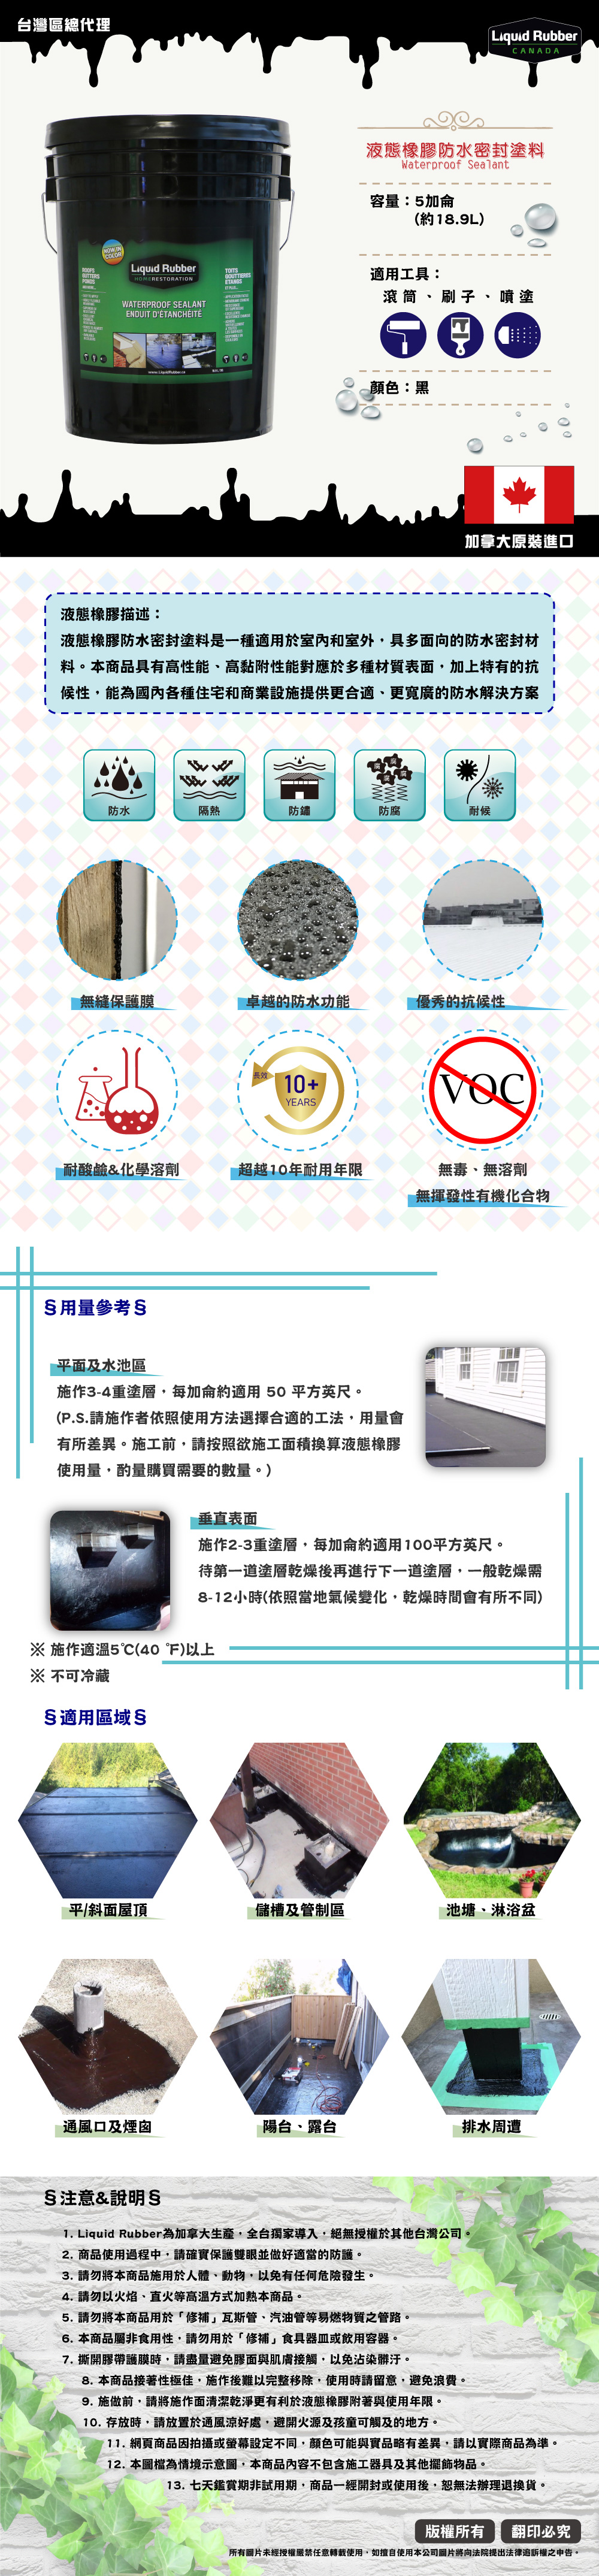 台灣區總代理
Liquid Rubber
CANADA
液態橡膠防水密封塗料
Waterproof Sealant
容量：5加侖
(約18.9L)
適用工具：
滾筒、刷子、噴塗
顏色：黑
NOW IN COLOR
ROOFS
GUTTERS
PONDS
TOITS
GOUTTIÈRES
ÉTANGS
Liquid Rubber
HOME RESTORATION
WATERPROOF SEALANT
ENDUIT D'ÉTANCHÉITÉ
www.LiquidRubber.ca
加拿大原裝進口
液態橡膠描述：
液態橡膠防水密封塗料是一種適用於室內和室外，具多面向的防水密封材
料。本商品具有高性能、高黏附性能對應於多種材質表面，加上特有的抗
候性，能為國內各種住宅和商業設施提供更合適、更寬廣的防水解決方案
防水
隔熱
防鏽
防腐
耐候
無縫保護膜
卓越的防水功能
優秀的抗候性
長效
10+
YEARS
VOC
耐酸鹼&化學溶劑
超越10年耐用年限
無毒、無溶劑
無揮發性有機化合物
§用量參考§
平面及水池區
施作3-4重塗層，每加侖約適用 50 平方英尺。
(P.S.請施作者依照使用方法選擇合適的工法，用量會
有所差異。施工前，請按照欲施工面積換算液態橡膠
使用量，酌量購買需要的數量。)
垂直表面
施作2-3重塗層，每加侖約適用100平方英尺。
待第一道塗層乾燥後再進行下一道塗層，一般乾燥需
8-12小時(依照當地氣候變化，乾燥時間會有所不同)
※ 施作適溫5℃(40 ℉)以上
※ 不可冷藏
§適用區域§
平/斜面屋頂
儲槽及管制區
池塘、淋浴盆
通風口及煙囪
陽台、露台
排水周遭
§注意&說明§
1. Liquid Rubber為加拿大生產，全台獨家導入，絕無授權於其他台灣公司。
2. 商品使用過程中，請確實保護雙眼並做好適當的防護。
3. 請勿將本商品施用於人體、動物，以免有任何危險發生。
4. 請勿以火焰、直火等高溫方式加熱本商品。
5. 請勿將本商品用於「修補」瓦斯管、汽油管等易燃物質之管路。
6. 本商品屬非食用性，請勿用於「修補」食具器皿或飲用容器。
7. 撕開膠帶護膜時，請盡量避免膠面與肌膚接觸，以免沾染髒汙。
8. 本商品接著性極佳，施作後難以完整移除，使用時請留意，避免浪費。
9. 施做前，請將施作面清潔乾淨更有利於液態橡膠附著與使用年限。
10. 存放時，請放置於通風涼好處，避開火源及孩童可觸及的地方。
11. 網頁商品因拍攝或螢幕設定不同，顏色可能與實品略有差異，請以實際商品為準。
12. 本圖檔為情境示意圖，本商品內容不包含施工器具及其他擺飾物品。
13. 七天鑑賞期非試用期，商品一經開封或使用後，恕無法辦理退換貨。
版權所有
翻印必究
所有圖片未經授權嚴禁任意轉載使用，如擅自使用本公司圖片將向法院提出法律追訴權之申告。